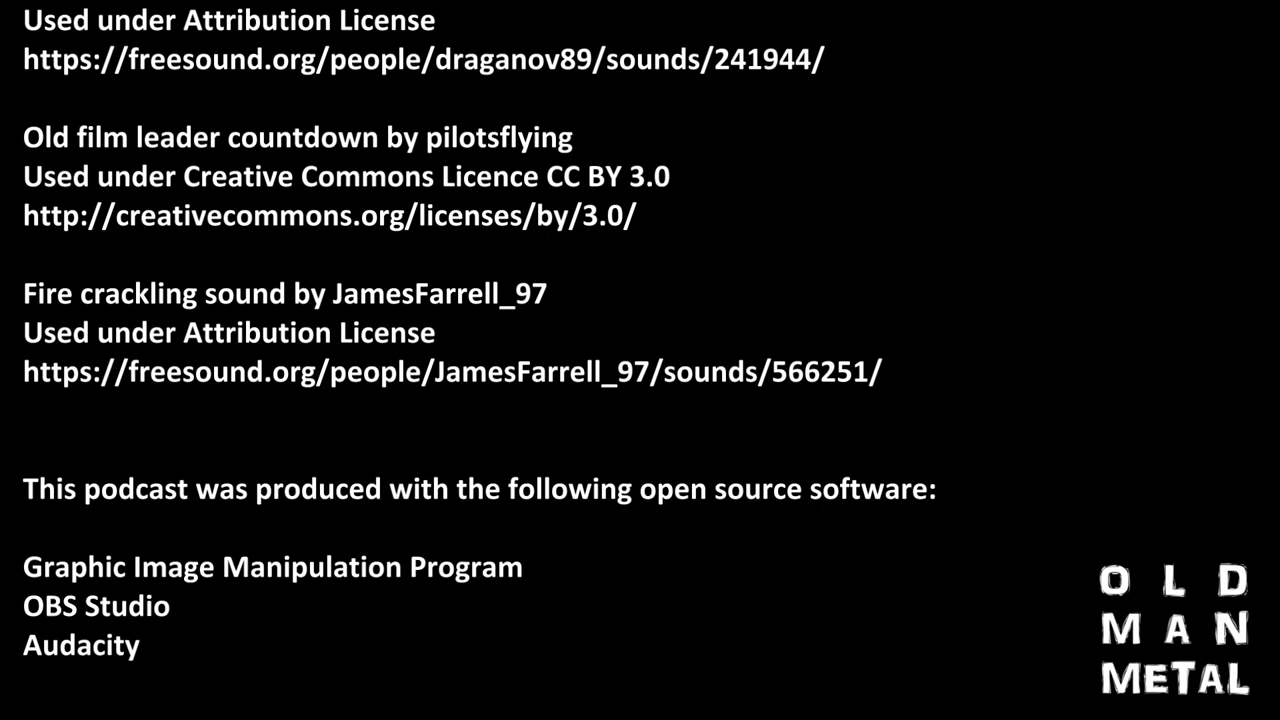 Used under Attribution License
https://freesound.org/people/draganov89/sounds/241944/
Old film leader countdown by pilotsflying
Used under Creative Commons Licence CC BY 3.0
http://creativecommons.org/licenses/by/3.0/
Fire crackling sound by JamesFarrell_97
Used under Attribution License
https://freesound.org/people/JamesFarrell_97/sounds/566251/
This podcast was produced with the following open source software:
Graphic Image Manipulation Program
OBS Studio
Audacity
OLD
MAN
METAL